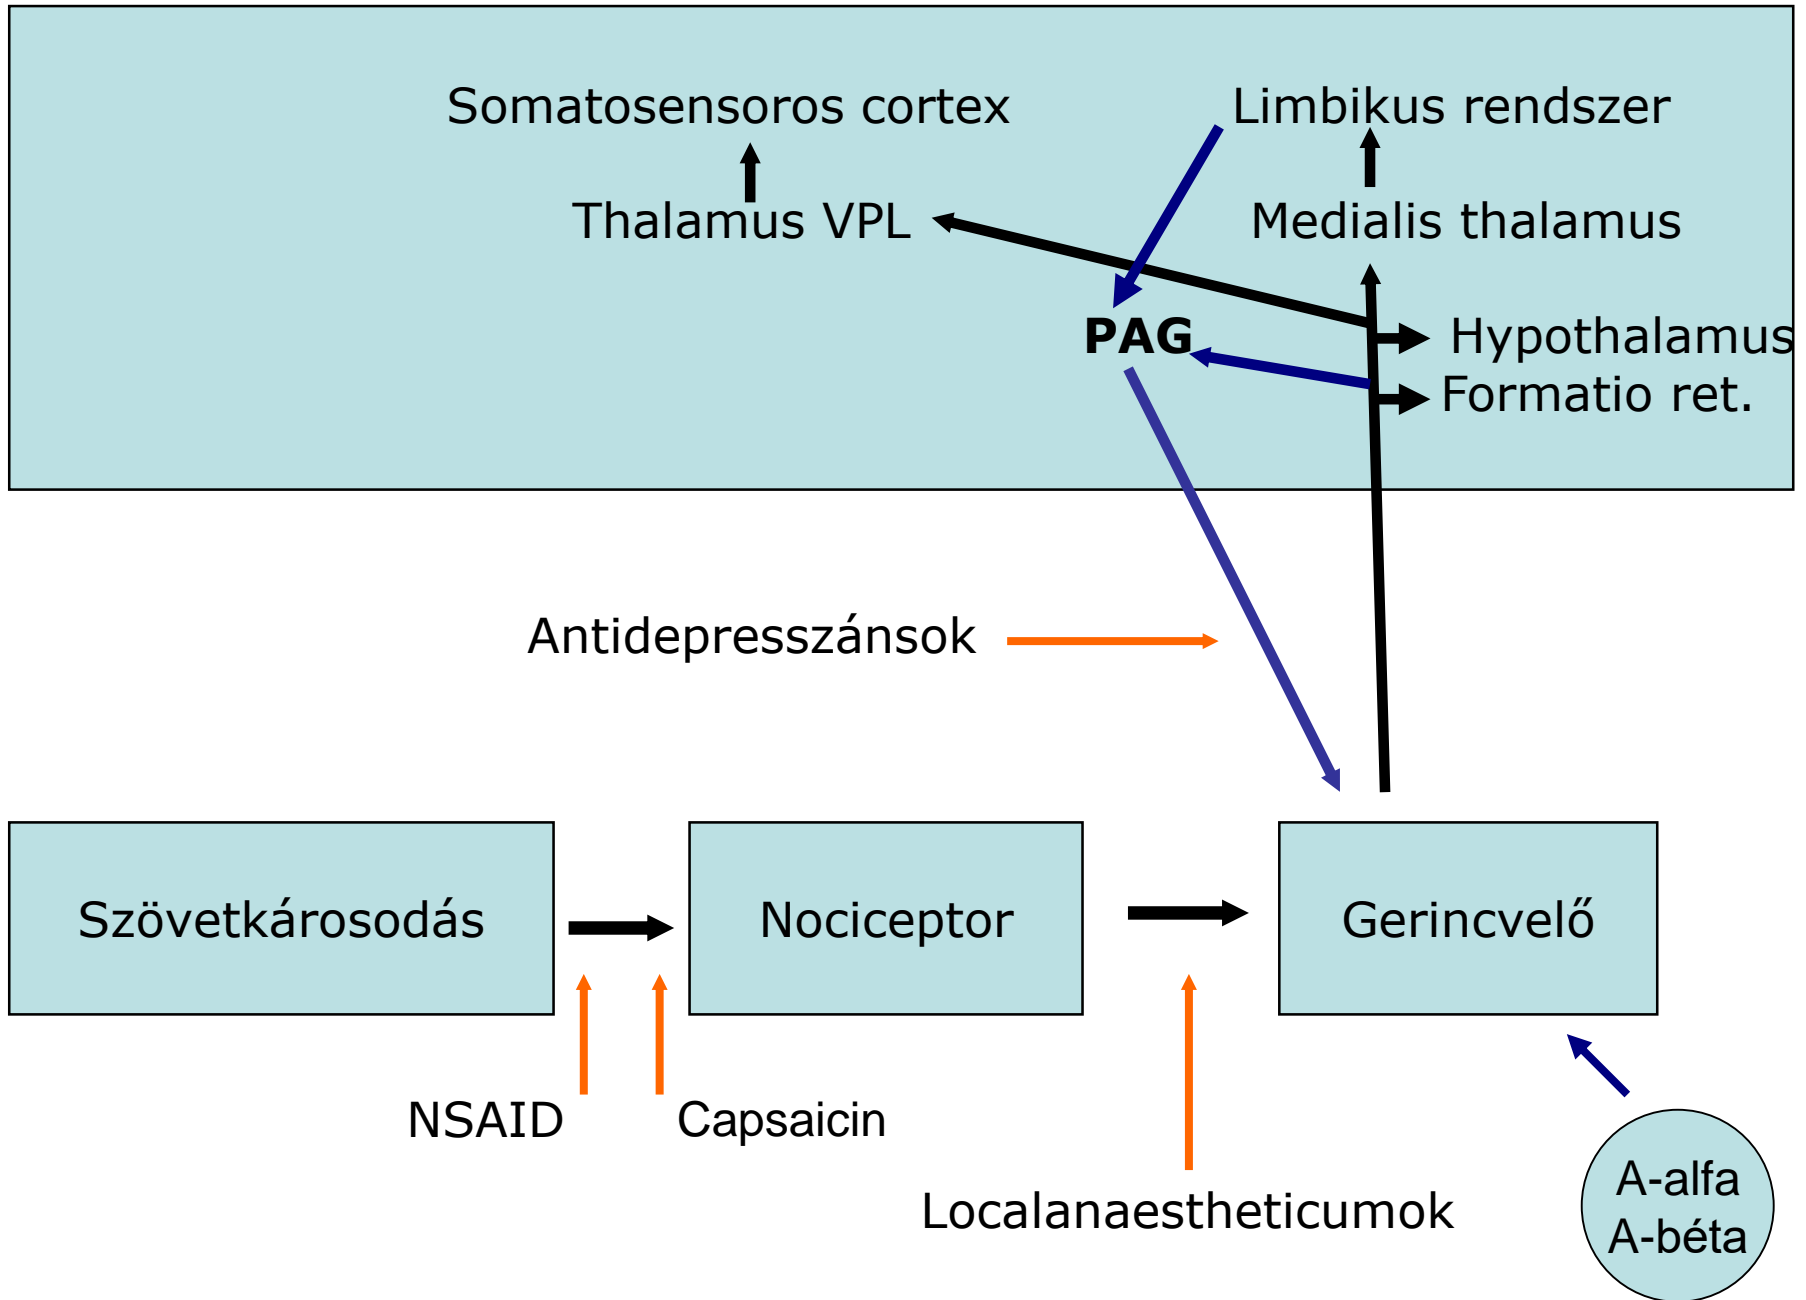 Somatosensoros cortex
Limbikus rendszer
Thalamus VPL
Medialis thalamus
PAG
Hypothalamus
Formatio ret.
Antidepresszánsok
Szövetkárosodás
Nociceptor
Gerincvelő
NSAID
Capsaicin
Localanaestheticumok
A-alfa
A-béta